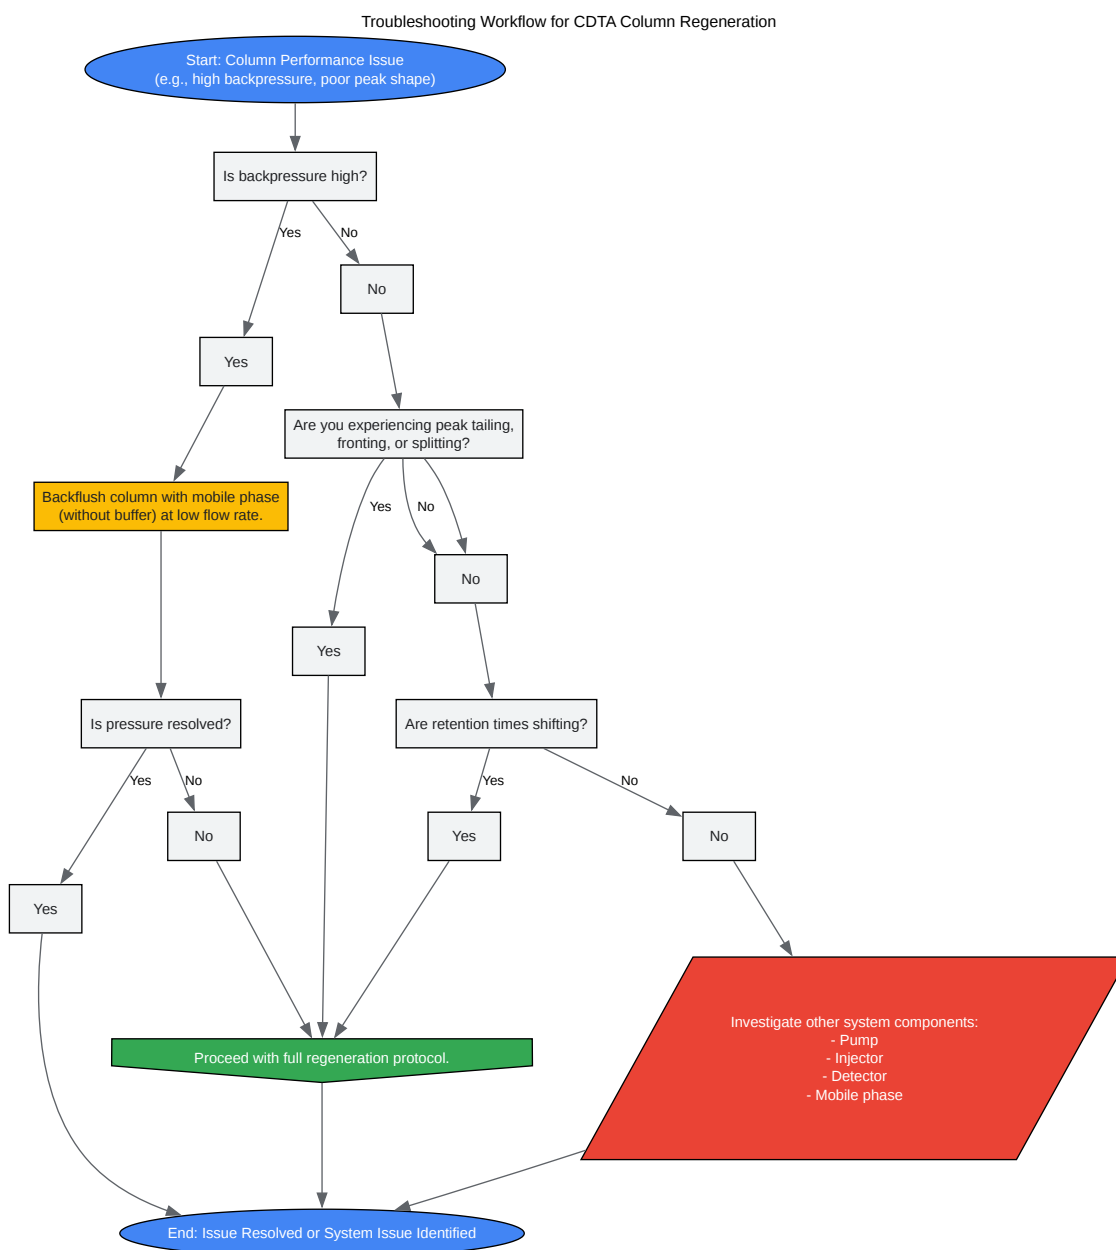 Troubleshooting Workflow for CDTA Column Regeneration
Start: Column Performance Issue
(e.g., high backpressure, poor peak shape)
Is backpressure high?
Yes
No
No
Yes
Are you experiencing peak tailing,
fronting, or splitting?
Backflush column with mobile phase
(without buffer) at low flow rate.
Yes
No
No
Yes
Is pressure resolved?
Are retention times shifting?
Yes
No
Yes
No
No
Yes
No
Yes
Investigate other system components:
- Pump
- Injector
- Detector
- Mobile phase
Proceed with full regeneration protocol.
End: Issue Resolved or System Issue Identified